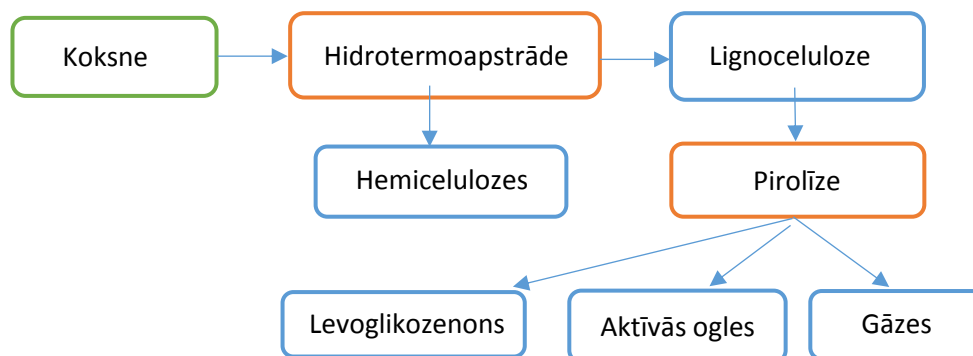 Koksne
Hidrotermoapstrāde
Lignoceluloze
Hemicelulozes
Pirolīze
Levoglikozenons
Aktīvās ogles
Gāzes